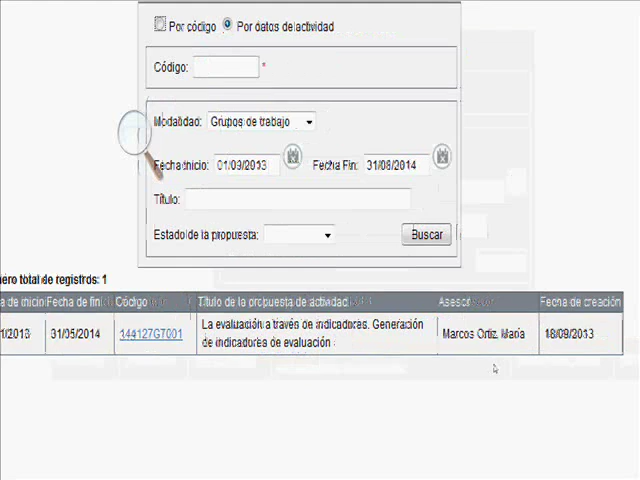 Por código Por datos de actividad
Código: *
Modalidad: Grupos de trabajo
Fecha inicio: 01/09/2013 Fecha Fin: 31/08/2014
Título:
Estado de la propuesta: Buscar
nero total de registros: 1
a de inicio Fecha de fin Código Título de la propuesta de actividad Asesor Fecha de creación
La evaluación a través de indicadores. Generación
1/2013 31/05/2014 144127GT001 Marcos Ortiz, María 18/09/2013
de indicadores de evaluación